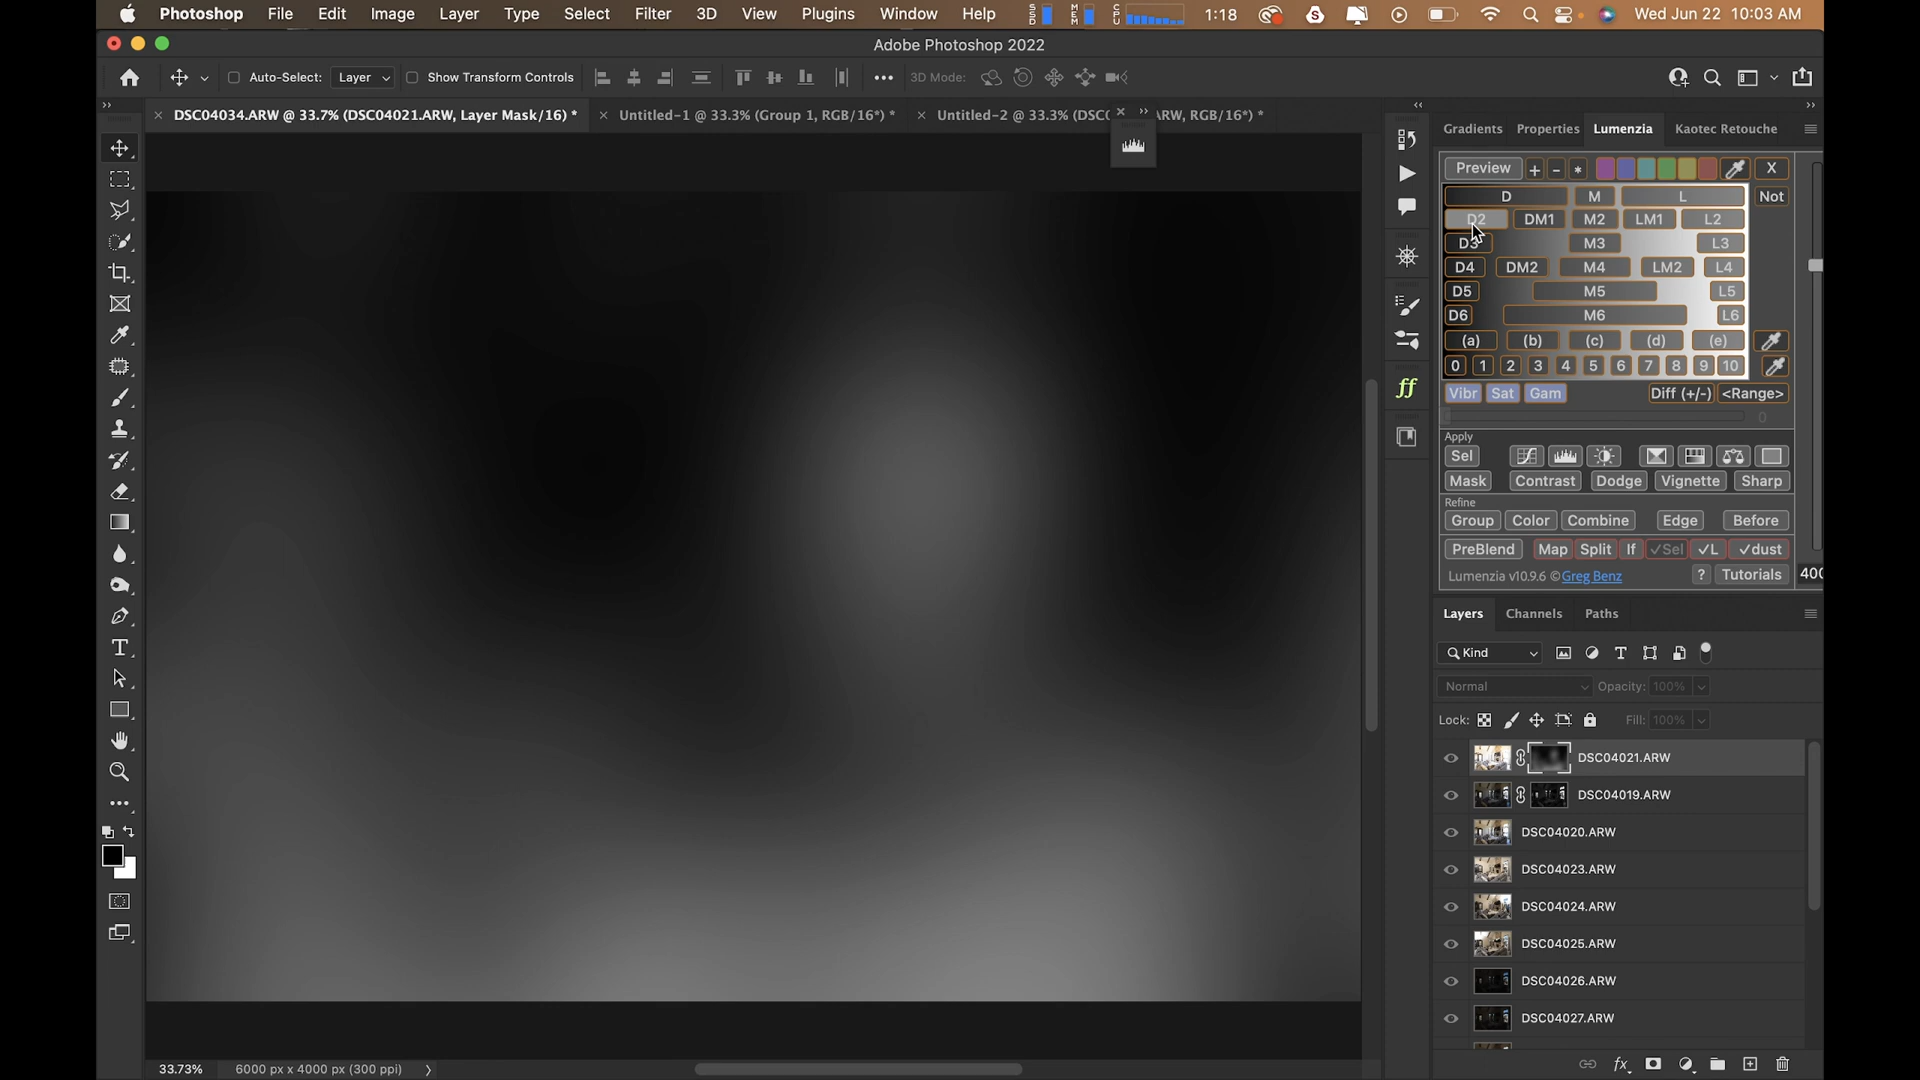 Photoshop File Edit Image Layer Type Select Filter 3D View Plugins Window Help 1:18 Wed Jun 22 10:03 AM
Adobe Photoshop 2022
Auto-Select: Layer Show Transform Controls 3D Mode:
DSC04034.ARW @ 33.7% (DSC04021.ARW, Layer Mask/16) * Untitled-1 @ 33.3% (Group 1, RGB/16*) * Untitled-2 @ 33.3% (DSC ARW, RGB/16*) *
Gradients Properties Lumenzia Kaotec Retouche
Preview + - * X
D M L Not
D2 DM1 M2 LM1 L2
D3 M3 L3
D4 DM2 M4 LM2 L4
D5 M5 L5
D6 M6 L6
(a) (b) (c) (d) (e)
0 1 2 3 4 5 6 7 8 9 10
Vibr Sat Gam Diff (+/-) <Range>
0
Apply
Sel
Mask Contrast Dodge Vignette Sharp
Refine
Group Color Combine Edge Before
PreBlend Map Split If ✓Sel ✓L ✓dust
Lumenzia v10.9.6 © Greg Benz ? Tutorials 400
Layers Channels Paths
Kind
Normal Opacity: 100%
Lock: Fill: 100%
DSC04021.ARW
DSC04019.ARW
DSC04020.ARW
DSC04023.ARW
DSC04024.ARW
DSC04025.ARW
DSC04026.ARW
DSC04027.ARW
33.73% 6000 px x 4000 px (300 ppi)